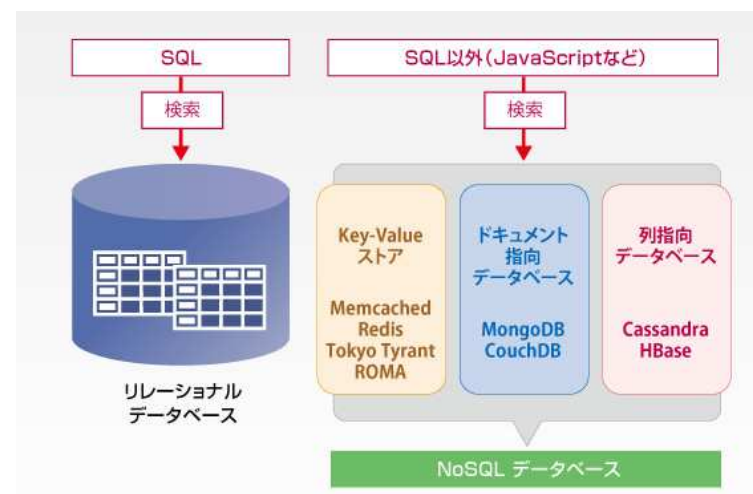 SQL
検索
リレーショナル
データベース
SQL以外(JavaScriptなど)
検索
Key-Value
ストア
Memcached
Redis
Tokyo Tyrant
ROMA
ドキュメント
指向
データベース
MongoDB
CouchDB
列指向
データベース
Cassandra
HBase
NoSQL データベース